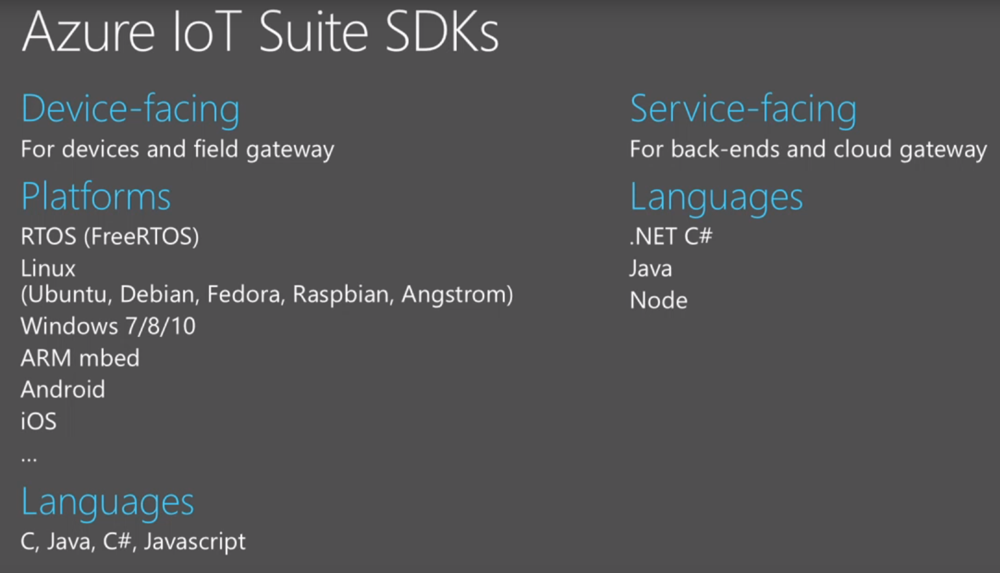 Azure IoT Suite SDKs
Device-facing
For devices and field gateway
Platforms
RTOS (FreeRTOS)
Linux
(Ubuntu, Debian, Fedora, Raspbian, Angstrom)
Windows 7/8/10
ARM mbed
Android
iOS
...
Languages
C, Java, C#, Javascript
Service-facing
For back-ends and cloud gateway
Languages
.NET C#
Java
Node